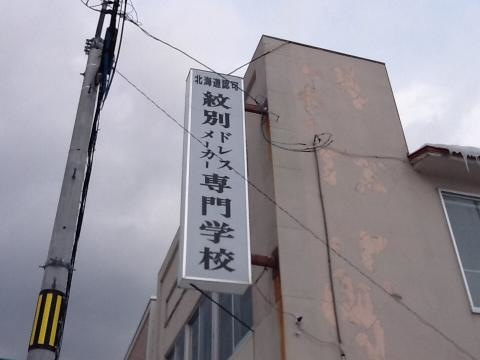 北海道認可
紋別
ドレス
メーカー
専門学校